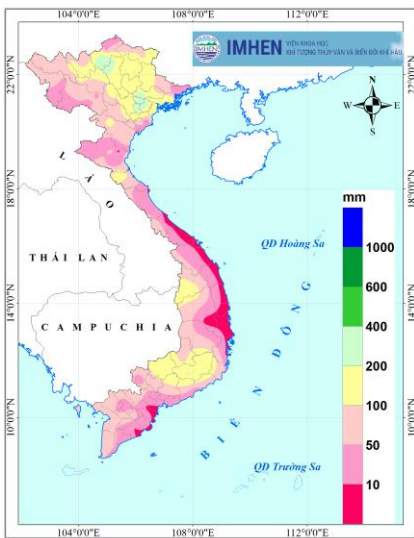 104°0'0"E
108°0'0"E
112°0'0"E
IMHEN
VIỆN KHOA HỌC
KHÍ TƯỢNG THỦY VĂN VÀ BIẾN ĐỔI KHÍ HẬU
22°0'0"N
22°0'0"N
N
W
E
S
LÀO
18°0'0"N
18°0'0"N
mm
QĐ Hoàng Sa
THÁI LAN
1000
600
14°0'0"N
14°0'0"N
CAMPUCHIA
400
BIỂN ĐÔNG
200
100
10°0'0"N
10°0'0"N
50
QĐ Trường Sa
10
104°0'0"E
108°0'0"E
112°0'0"E